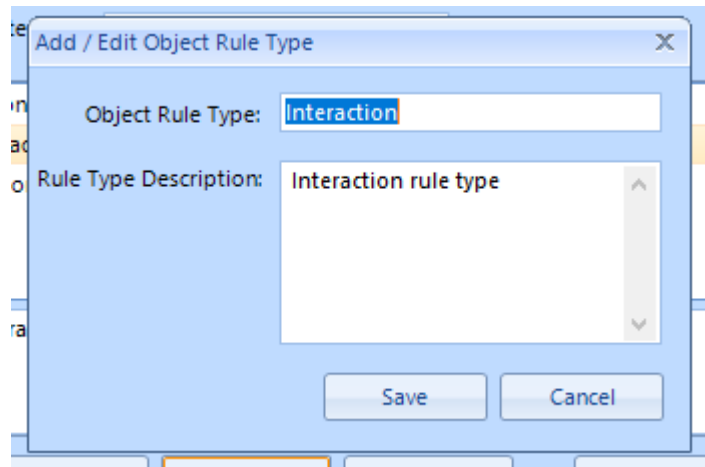 Add / Edit Object Rule Type
Object Rule Type: Interaction
Rule Type Description: Interaction rule type
Save Cancel